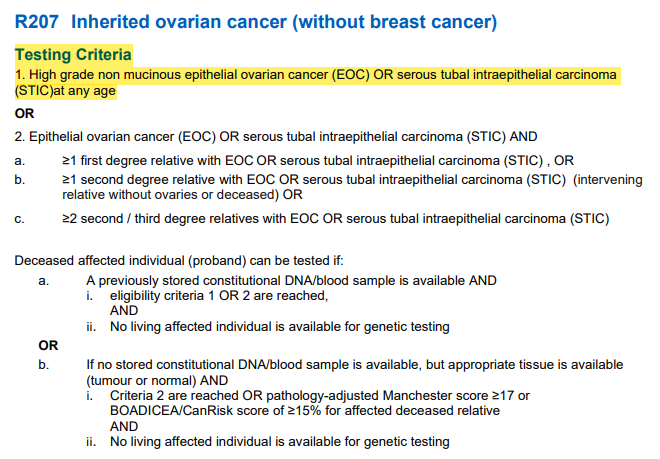 R207 Inherited ovarian cancer (without breast cancer)
Testing Criteria
1. High grade non mucinous epithelial ovarian cancer (EOC) OR serous tubal intraepithelial carcinoma
(STIC)at any age
OR
2. Epithelial ovarian cancer (EOC) OR serous tubal intraepithelial carcinoma (STIC) AND
a. ≥1 first degree relative with EOC OR serous tubal intraepithelial carcinoma (STIC) , OR
b. ≥1 second degree relative with EOC OR serous tubal intraepithelial carcinoma (STIC) (intervening
relative without ovaries or deceased) OR
c. ≥2 second / third degree relatives with EOC OR serous tubal intraepithelial carcinoma (STIC)
Deceased affected individual (proband) can be tested if:
a. A previously stored constitutional DNA/blood sample is available AND
i. eligibility criteria 1 OR 2 are reached,
AND
ii. No living affected individual is available for genetic testing
OR
b. If no stored constitutional DNA/blood sample is available, but appropriate tissue is available
(tumour or normal) AND
i. Criteria 2 are reached OR pathology-adjusted Manchester score ≥17 or
BOADICEA/CanRisk score of ≥15% for affected deceased relative
AND
ii. No living affected individual is available for genetic testing